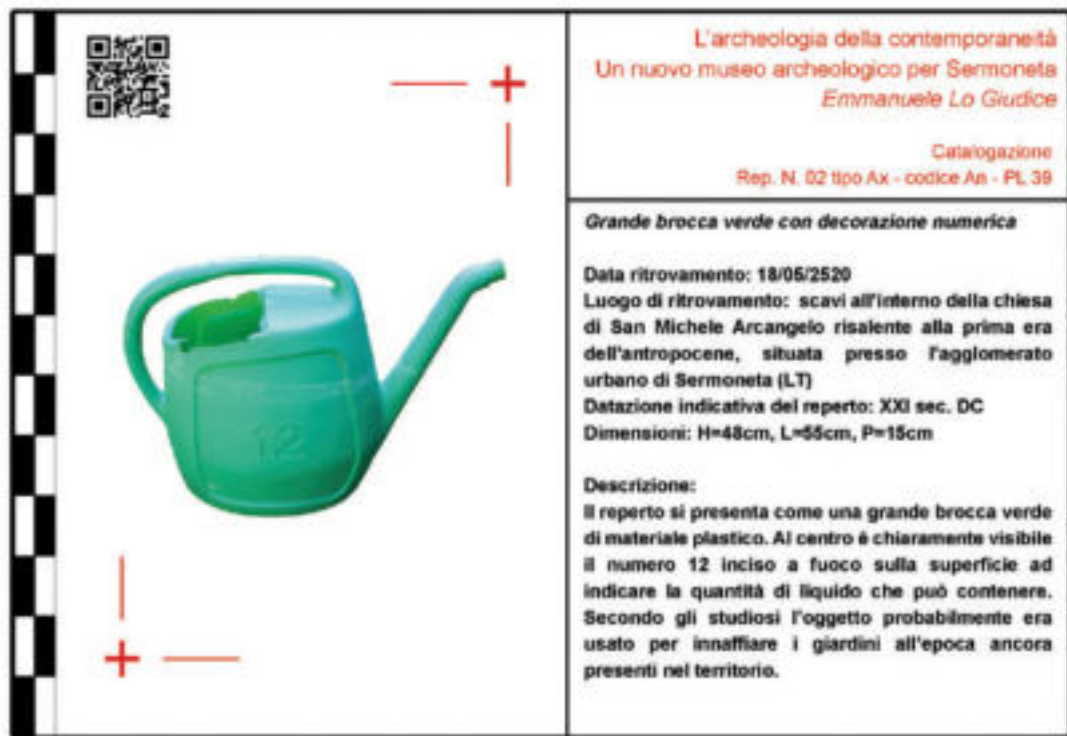 L'archeologia della contemporaneità
Un nuovo museo archeologico per Sermoneta
Emmanuele Lo Giudice
Catalogazione
Rep. N. 02 tipo Ax - codice An - PL 39
Grande brocca verde con decorazione numerica
Data ritrovamento: 18/05/2520
Luogo di ritrovamento: scavi all'interno della chiesa
di San Michele Arcangelo risalente alla prima era
dell'antropocene, situata presso l'agglomerato
urbano di Sermoneta (LT)
Datazione indicativa del reperto: XXI sec. DC
Dimensioni: H=48cm, L=55cm, P=15cm
Descrizione:
Il reperto si presenta come una grande brocca verde
di materiale plastico. Al centro è chiaramente visibile
il numero 12 inciso a fuoco sulla superficie ad
indicare la quantità di liquido che può contenere.
Secondo gli studiosi l'oggetto probabilmente era
usato per innaffiare i giardini all'epoca ancora
presenti nel territorio.
12